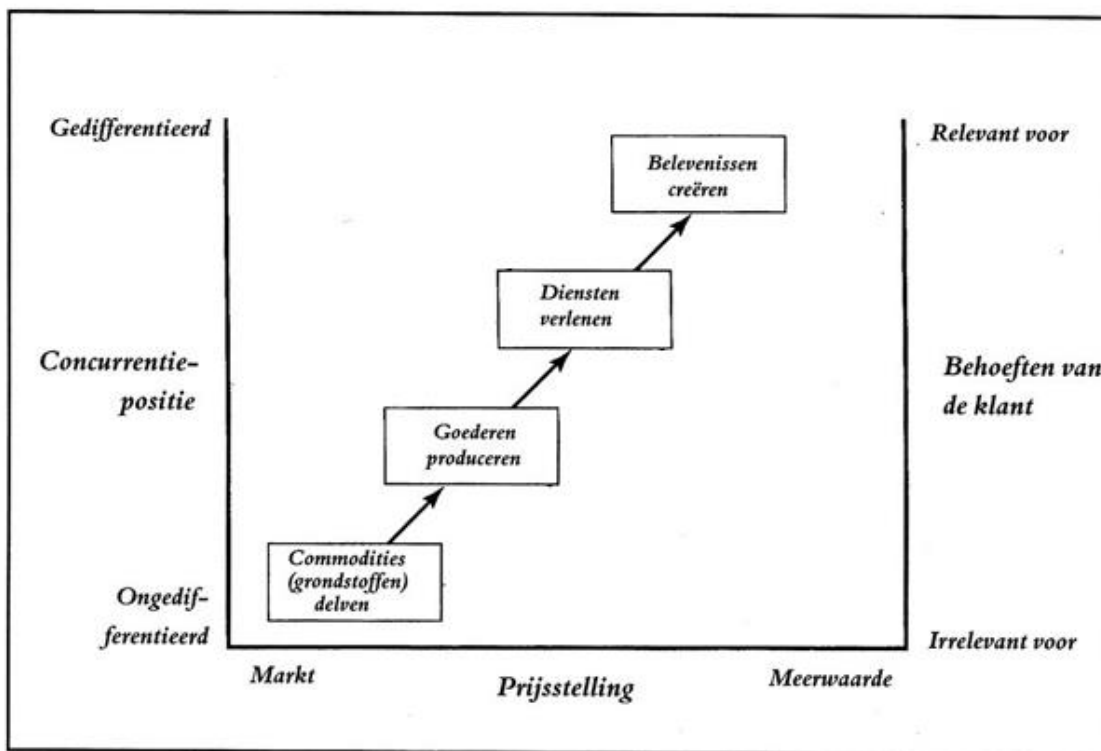 Gedifferentieerd
Relevant voor
Belevenissen
creëren
Diensten
verlenen
Concurrentie-
positie
Behoeften van
de klant
Goederen
produceren
Commodities
(grondstoffen)
delven
Ongedif-
ferentieerd
Irrelevant voor
Markt
Prijsstelling
Meerwaarde